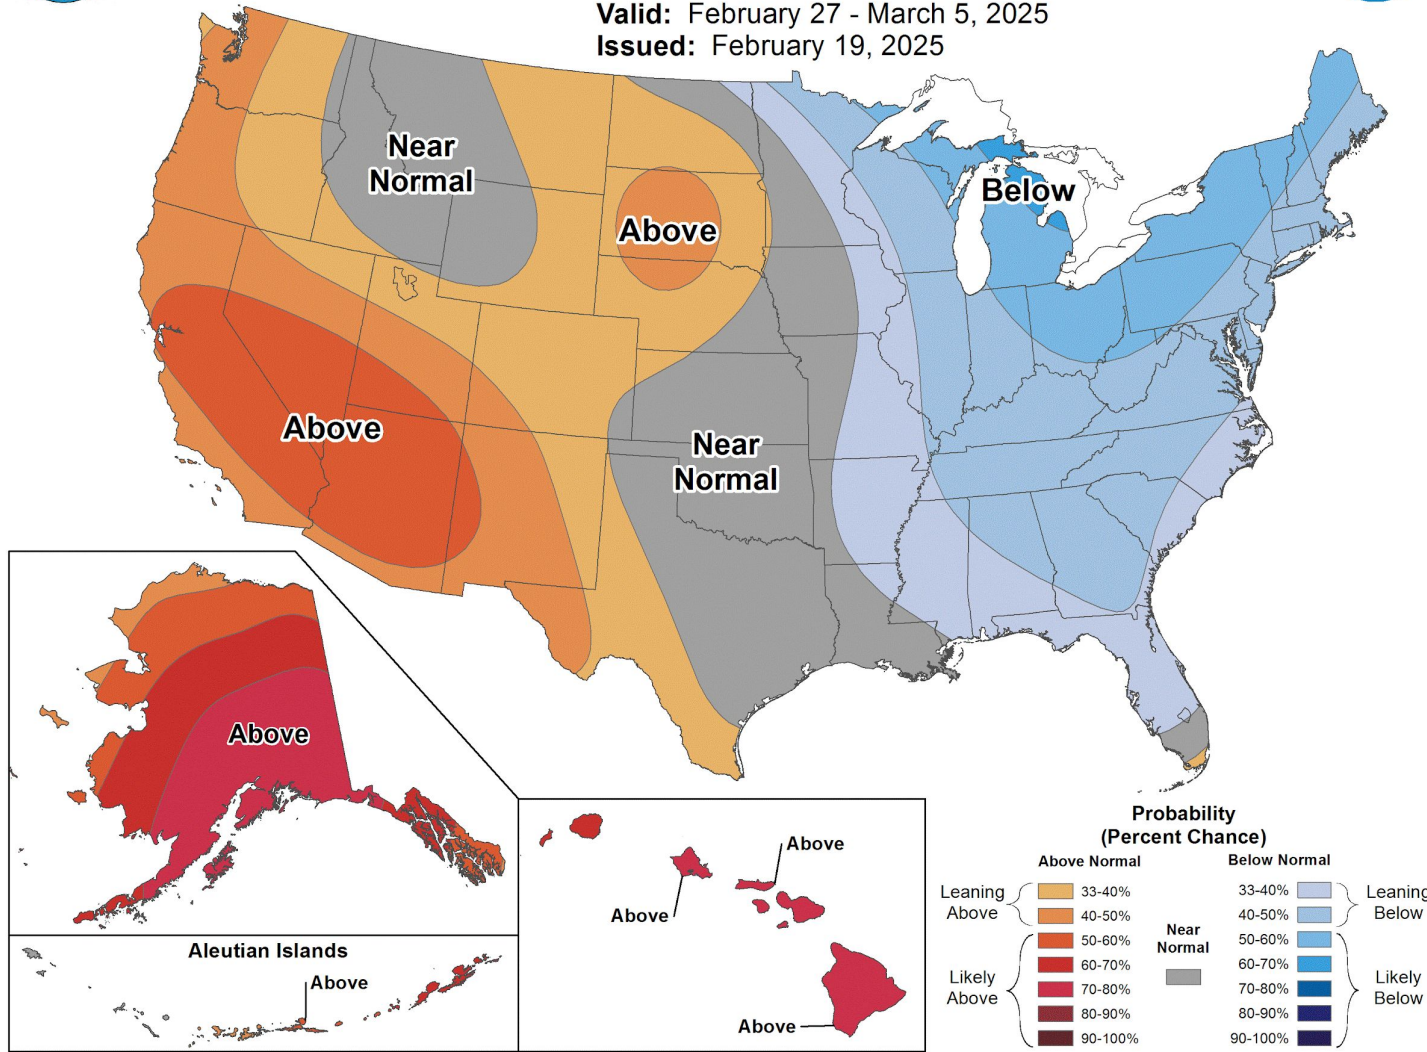 Valid: February 27 - March 5, 2025
Issued: February 19, 2025
Near
Normal
Above
Below
Above
Near
Normal
Above
Aleutian Islands
Above
Above
Above
Above
Probability
(Percent Chance)
Above Normal
Below Normal
Leaning
Above
33-40%
40-50%
Likely
Above
50-60%
60-70%
70-80%
80-90%
90-100%
Near
Normal
33-40%
40-50%
Leaning
Below
50-60%
60-70%
70-80%
80-90%
90-100%
Likely
Below